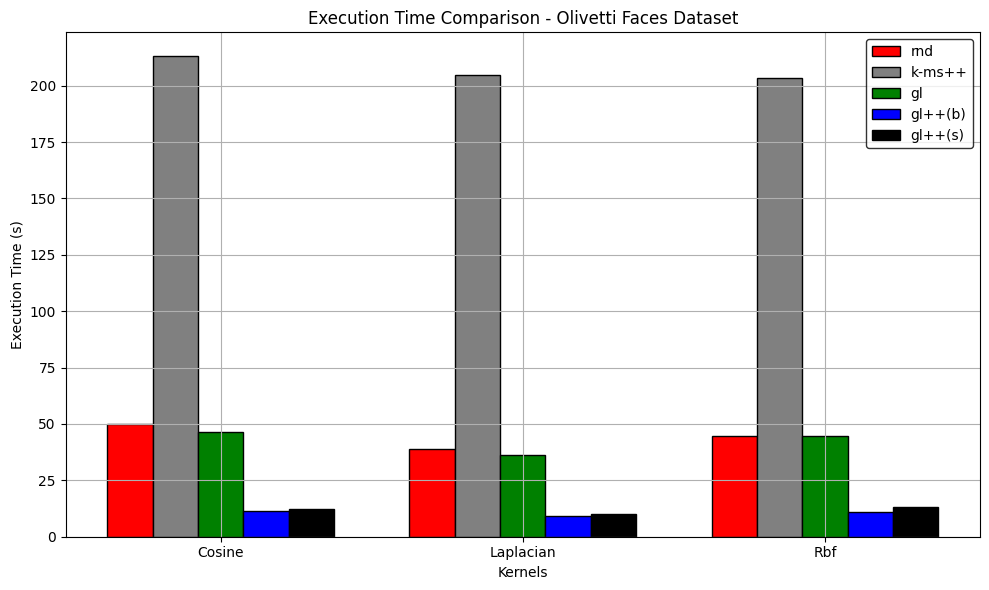 Execution Time Comparison - Olivetti Faces Dataset
rnd
k-ms++
gl
gl++(b)
gl++(s)
Execution Time (s)
200
175
150
125
100
75
50
25
0
Cosine
Laplacian
Rbf
Kernels